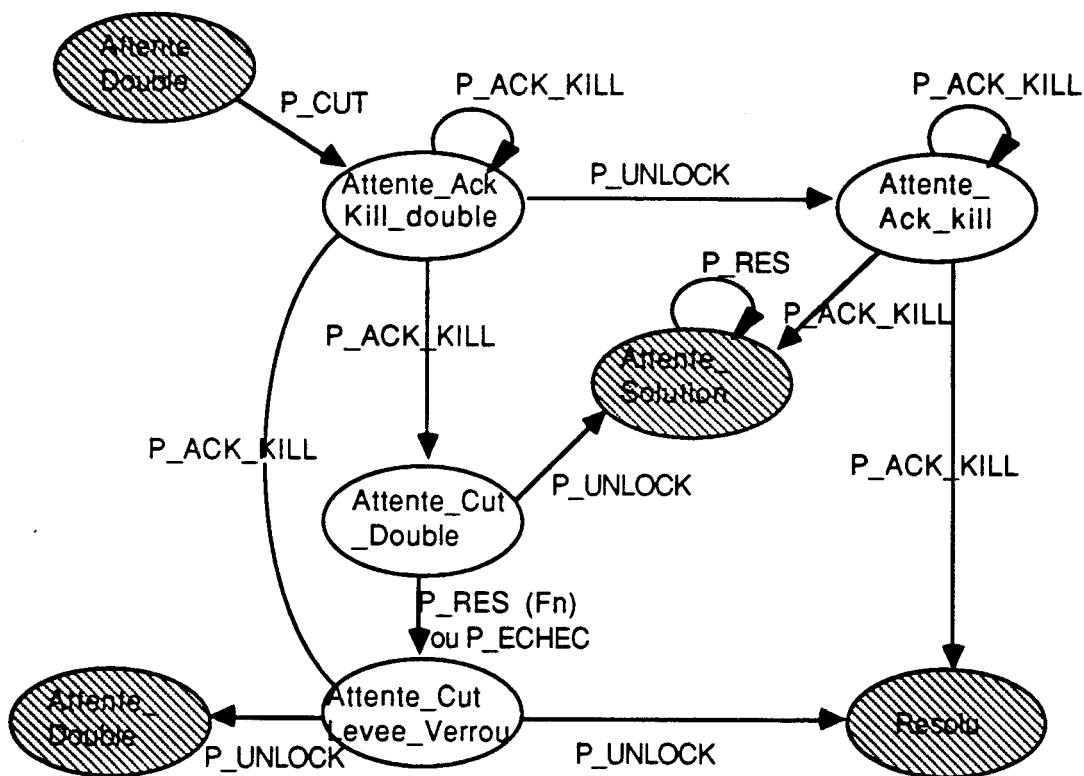 Attente
Double
P_CUT
P_ACK_KILL
P_ACK_KILL
Attente_Ack
Kill_double
P_UNLOCK
Attente_
Ack_kill
P_RES
P_ACK_KILL
P_ACK_KILL
Attente_
Solution
P_ACK_KILL
P_ACK_KILL
Attente_Cut
_Double
P_UNLOCK
P_RES (Fn)
ou P_ECHEC
Attente_
Double
Attente_Cut
Levee_Verrou
Resolu
P_UNLOCK
P_UNLOCK